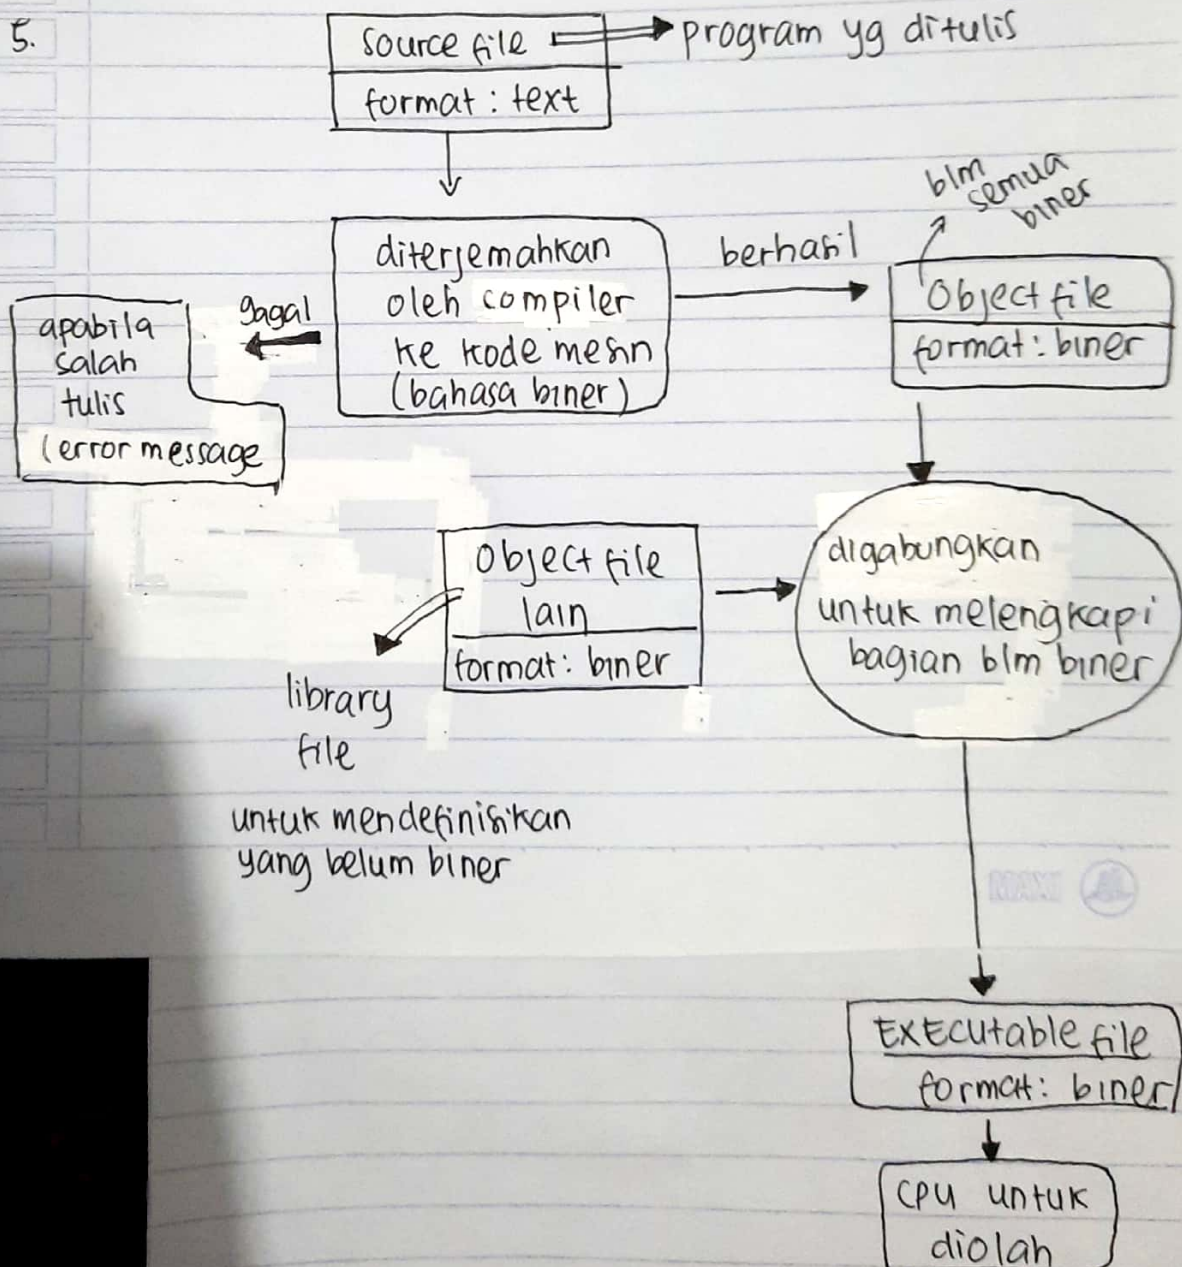 5.
source file
program yg ditulis
format : text
blm
semua
biner
diterjemahkan
oleh compiler
ke kode mesin
(bahasa biner)
berhasil
Object file
format : biner
gagal
apabila
salah
tulis
(error message
Object file
lain
format : biner
digabungkan
untuk melengkapi
bagian blm biner
library
file
untuk mendefinisikan
yang belum biner
MAXI
Executable file
format : biner
CPU untuk
diolah